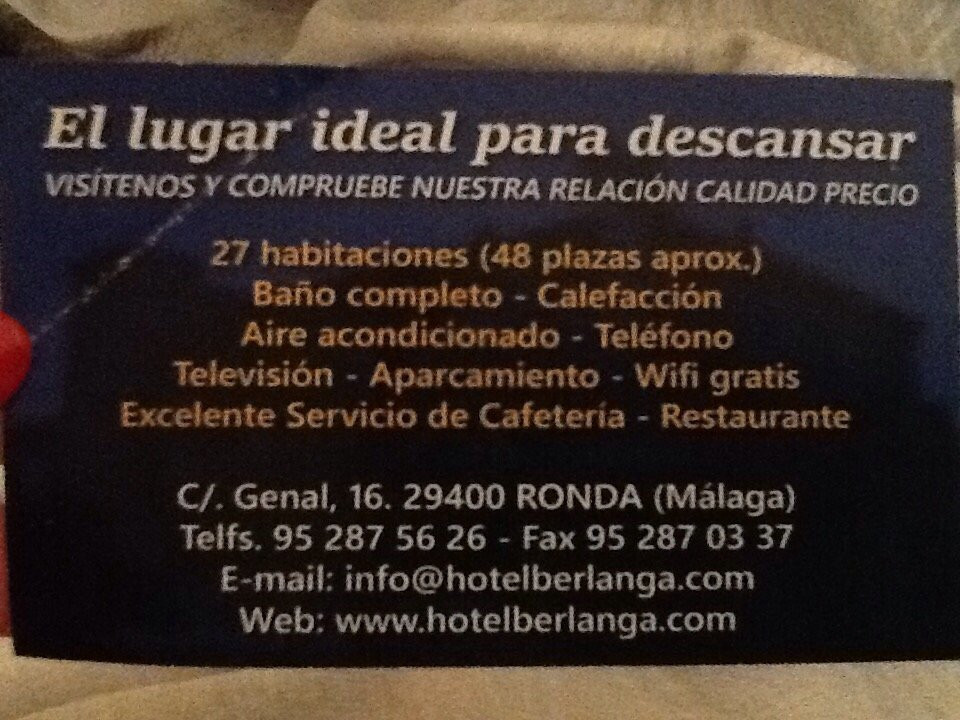 El lugar ideal para descansar
VISÍTENOS Y COMPRUEBE NUESTRA RELACIÓN CALIDAD PRECIO
27 habitaciones (48 plazas aprox.)
Baño completo - Calefacción
Aire acondicionado - Teléfono
Televisión - Aparcamiento - Wifi gratis
Excelente Servicio de Cafetería - Restaurante
C/. Genal, 16. 29400 RONDA (Málaga)
Telfs. 95 287 56 26 - Fax 95 287 03 37
E-mail: info@hotelberlanga.com
Web: www.hotelberlanga.com